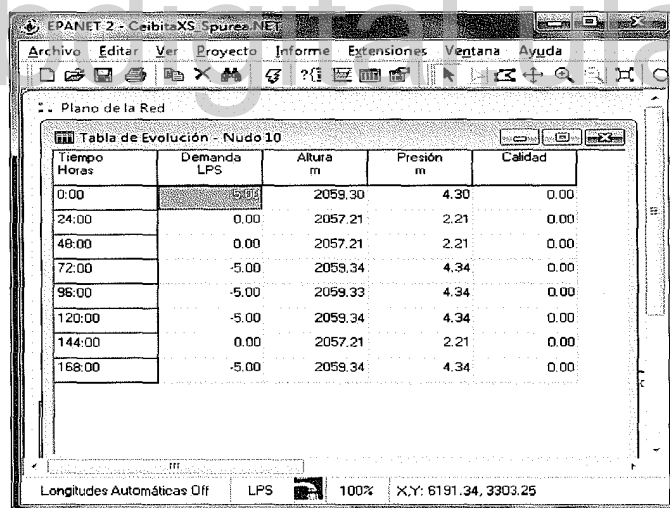 bdigital.ula
EPANET 2 - CeibitaXS_Spurea.NET
Archivo Editar Ver Proyecto Informe Extensiones Ventana Ayuda
Plano de la Red
Tabla de Evolución - Nudo 10
Tiempo Horas Demanda LPS Altura m Presión m Calidad
0:00 -5.00 2059.30 4.30 0.00
24:00 0.00 2057.21 2.21 0.00
48:00 0.00 2057.21 2.21 0.00
72:00 -5.00 2059.34 4.34 0.00
96:00 -5.00 2059.33 4.34 0.00
120:00 -5.00 2059.34 4.34 0.00
144:00 0.00 2057.21 2.21 0.00
168:00 -5.00 2059.34 4.34 0.00
Longitudes Automáticas Off LPS 100% X,Y: 6191.34, 3303.25